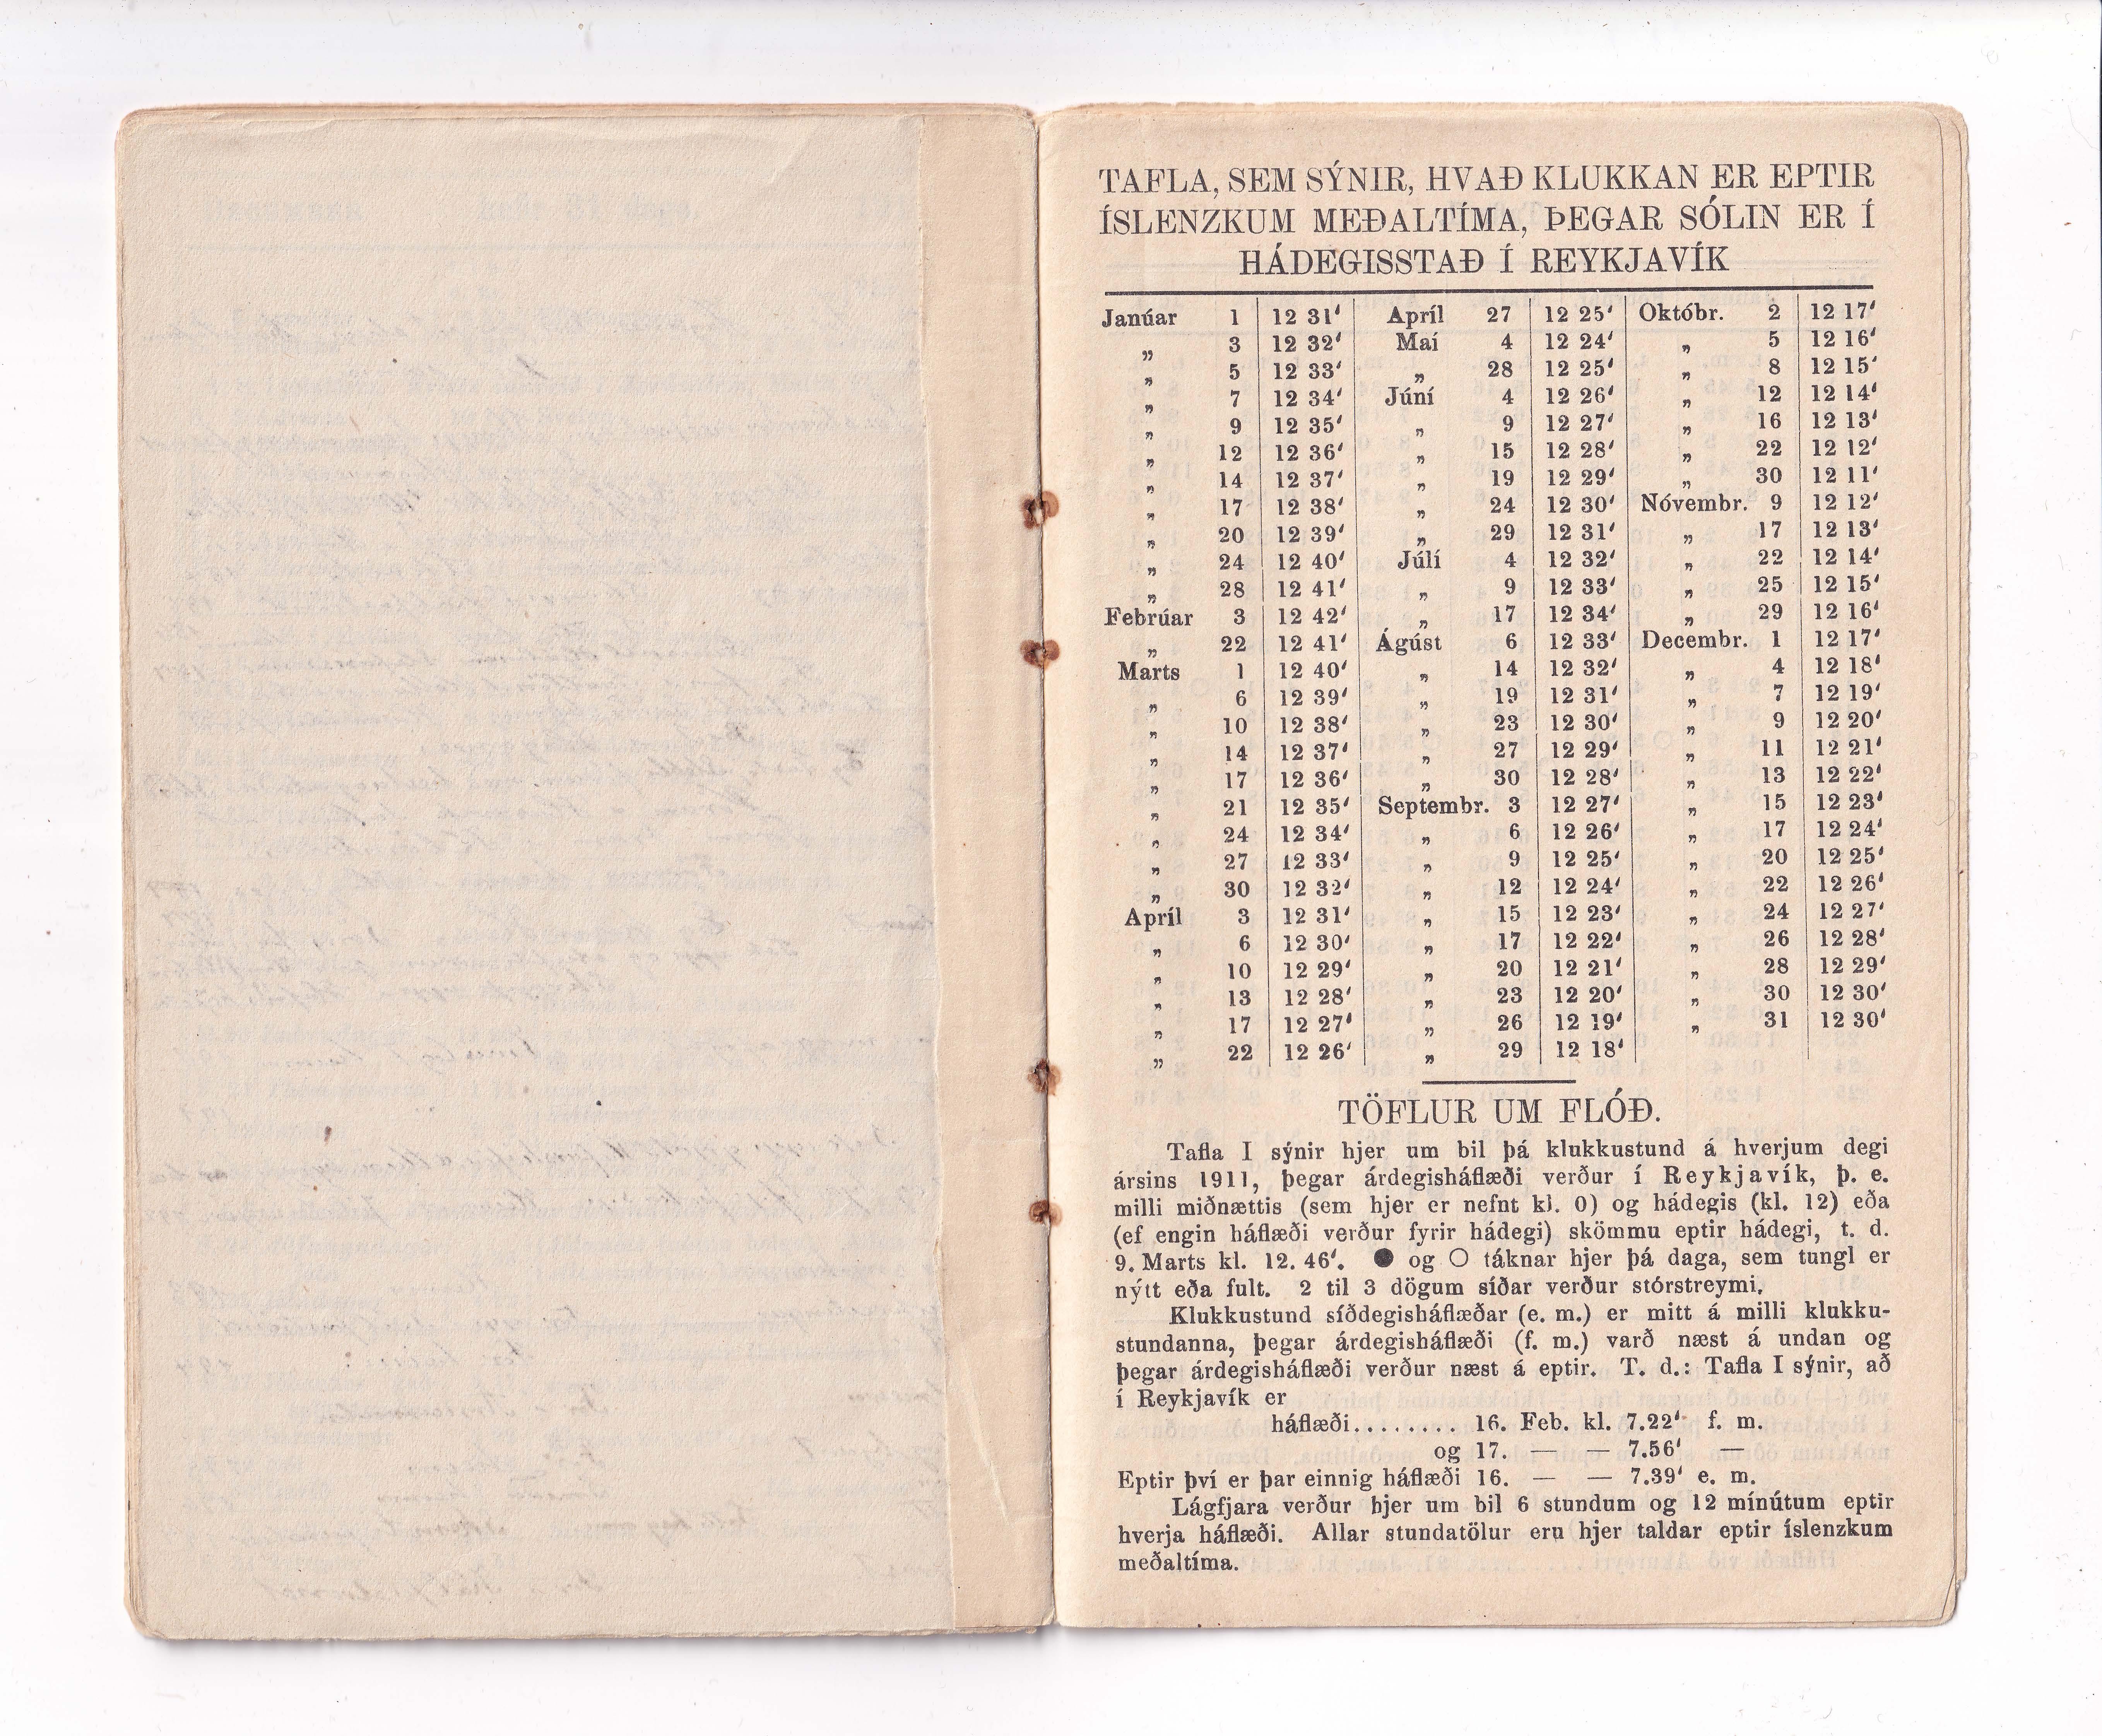 TAFLA, SEM SÝNIR, HVAÐ KLUKKAN ER EPTIR
ÍSLENZKUM MEÐALTÍMA, ÞEGAR SÓLIN ER Í
HÁDEGISSTAÐ Í REYKJAVÍK
Janúar 1 12 31′ Apríl 27 12 25′ Októbr. 2 12 17′
„ 3 12 32′ Maí 4 12 24′ „ 5 12 16′
„ 5 12 33′ „ 28 12 25′ „ 8 12 15′
„ 7 12 34′ Júní 4 12 26′ „ 12 12 14′
„ 9 12 35′ „ 9 12 27′ „ 16 12 13′
„ 12 12 36′ „ 15 12 28′ „ 22 12 12′
„ 14 12 37′ „ 19 12 29′ „ 30 12 11′
„ 17 12 38′ „ 24 12 30′ Nóvembr. 9 12 12′
„ 20 12 39′ „ 29 12 31′ „ 17 12 13′
„ 24 12 40′ Júlí 4 12 32′ „ 22 12 14′
„ 28 12 41′ „ 9 12 33′ „ 25 12 15′
Febrúar 3 12 42′ „ 17 12 34′ „ 29 12 16′
„ 22 12 41′ Ágúst 6 12 33′ Decembr. 1 12 17′
Marts 1 12 40′ „ 14 12 32′ „ 4 12 18′
„ 6 12 39′ „ 19 12 31′ „ 7 12 19′
„ 10 12 38′ „ 23 12 30′ „ 9 12 20′
„ 14 12 37′ „ 27 12 29′ „ 11 12 21′
„ 17 12 36′ „ 30 12 28′ „ 13 12 22′
„ 21 12 35′ Septembr. 3 12 27′ „ 15 12 23′
„ 24 12 34′ „ 6 12 26′ „ 17 12 24′
„ 27 12 33′ „ 9 12 25′ „ 20 12 25′
„ 30 12 32′ „ 12 12 24′ „ 22 12 26′
Apríl 3 12 31′ „ 15 12 23′ „ 24 12 27′
„ 6 12 30′ „ 17 12 22′ „ 26 12 28′
„ 10 12 29′ „ 20 12 21′ „ 28 12 29′
„ 13 12 28′ „ 23 12 20′ „ 30 12 30′
„ 17 12 27′ „ 26 12 19′ „ 31 12 30′
„ 22 12 26′ „ 29 12 18′
TÖFLUR UM FLÓÐ.
Tafla I sýnir hjer um bil þá klukkustund á hverjum degi
ársins 1911, þegar árdegisháflæði verður í Reykjavík, þ. e.
milli miðnættis (sem hjer er nefnt kl. 0) og hádegis (kl. 12) eða
(ef engin háflæði verður fyrir hádegi) skömmu eptir hádegi, t. d.
9. Marts kl. 12. 46′. ● og ○ táknar hjer þá daga, sem tungl er
nýtt eða fult. 2 til 3 dögum síðar verður stórstreymi.
Klukkustund síðdegisháflæðar (e. m.) er mitt á milli klukku-
stundanna, þegar árdegisháflæði (f. m.) varð næst á undan og
þegar árdegisháflæði verður næst á eptir. T. d.: Tafla I sýnir, að
í Reykjavík er
háflæði........ 16. Feb. kl. 7.22′ f. m.
og 17. — — 7.56′ —
Eptir því er þar einnig háflæði 16. — — 7.39′ e. m.
Lágfjara verður hjer um bil 6 stundum og 12 mínútum eptir
hverja háflæði. Allar stundatölur eru hjer taldar eptir íslenzkum
meðaltíma.